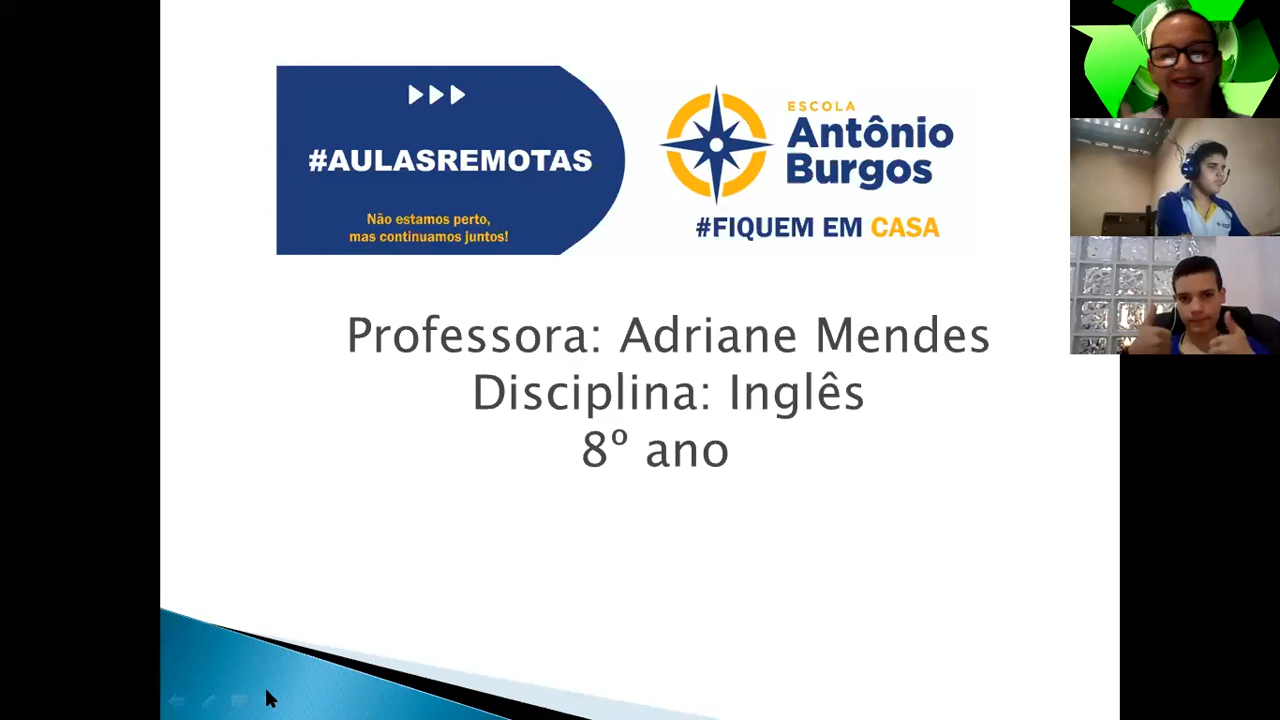 #AULASREMOTAS
Não estamos perto,
mas continuamos juntos!
ESCOLA
Antônio
Burgos
#FIQUEM EM CASA
Professora: Adriane Mendes
Disciplina: Inglês
8º ano